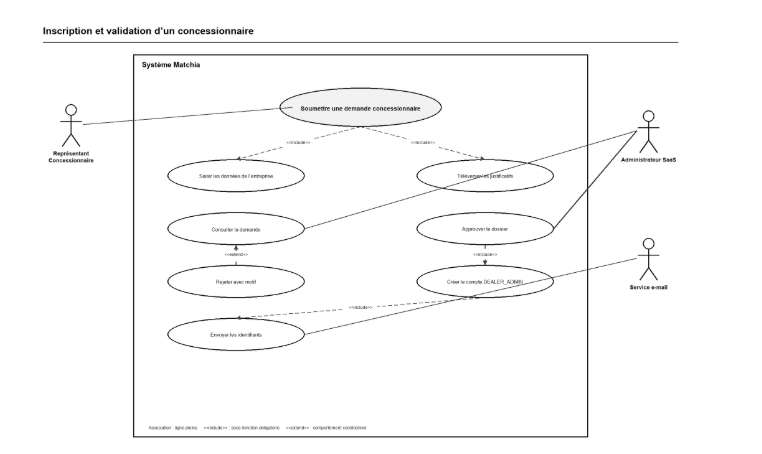 Inscription et validation d'un concessionnaire
Système Matchia
Soumettre une demande concessionnaire
Représentant
Concessionnaire
Administrateur SaaS
<<include>>
<<include>>
Saisir les données de l'entreprise
Téléverser les justificatifs
Consulter la demande
Approuver le dossier
<<extend>>
<<include>>
Rejeter avec motif
Créer le compte DEALER_ADMIN
Service e-mail
<<include>>
Envoyer les identifiants
Association : ligne pleine <<include>> : sous-fonction obligatoire <<extend>> : comportement conditionnel